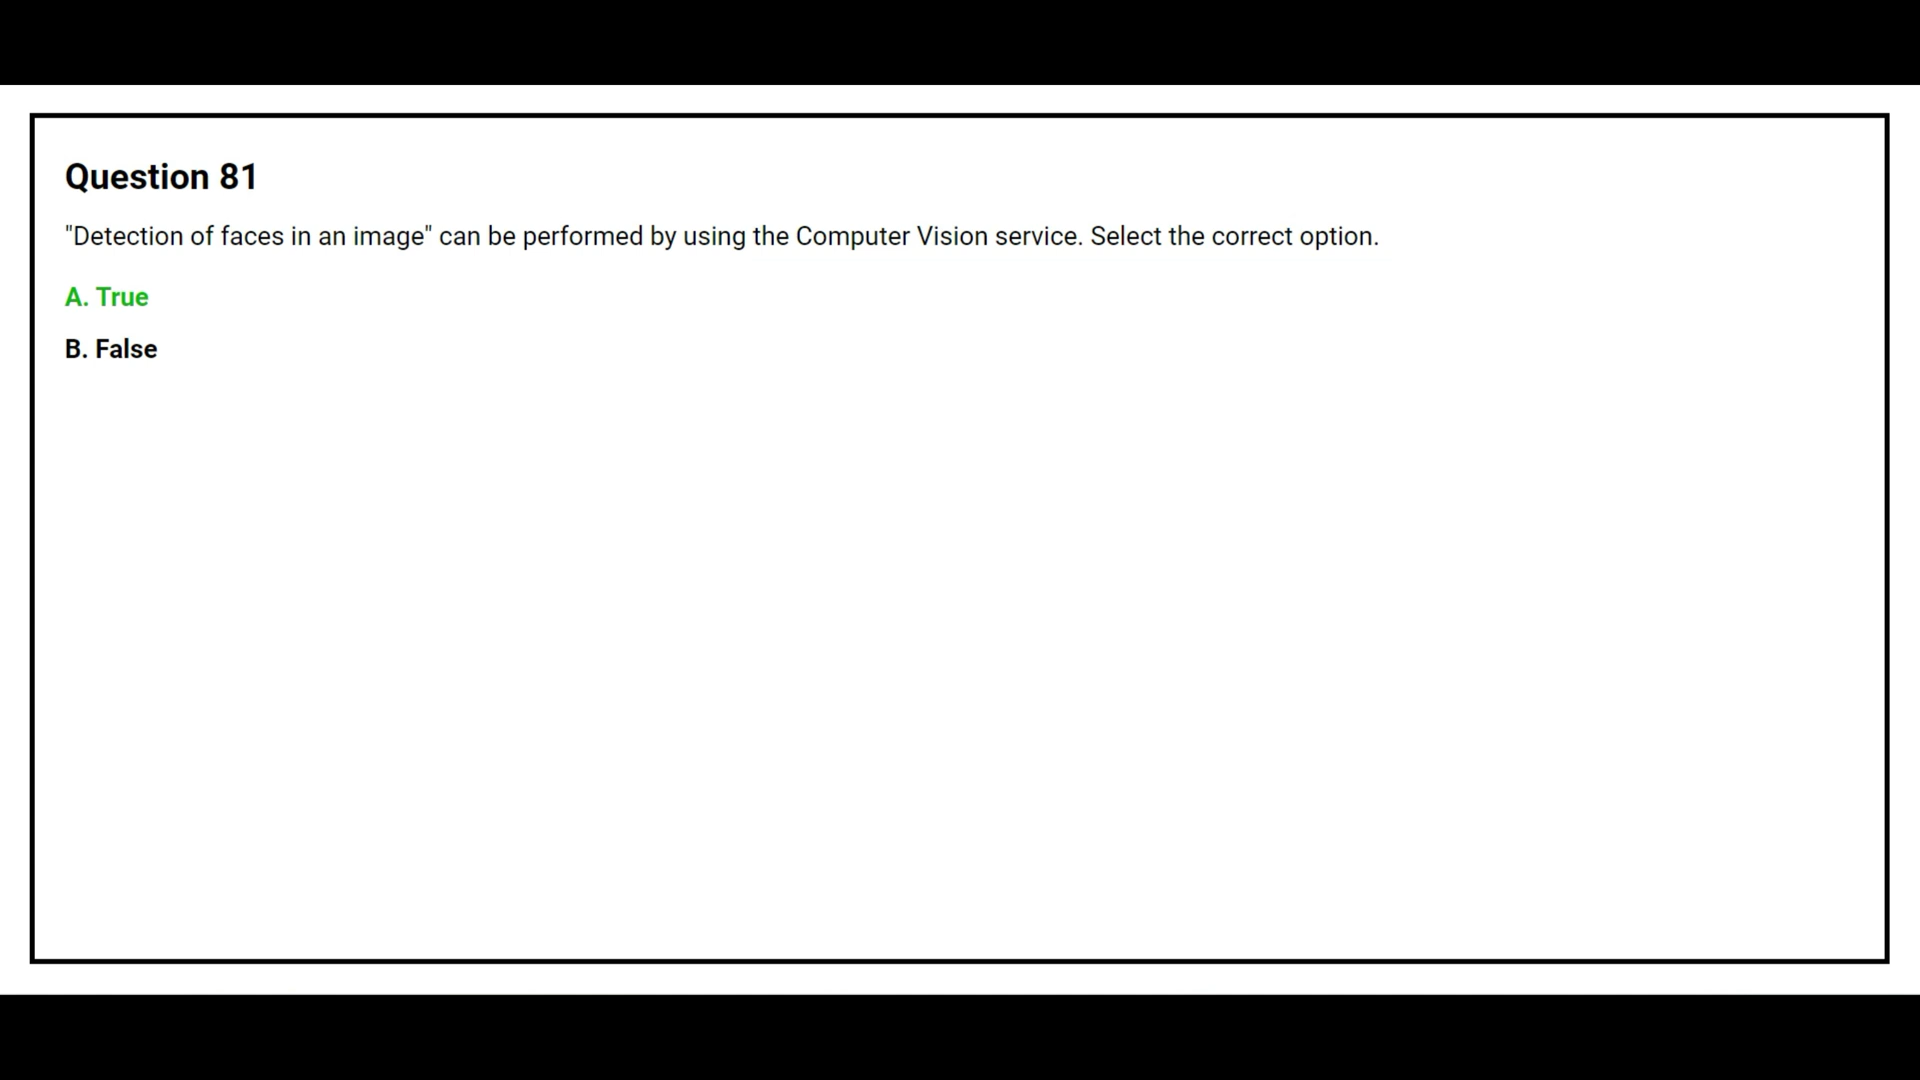 Question 81
"Detection of faces in an image" can be performed by using the Computer Vision service. Select the correct option.
A. True
B. False